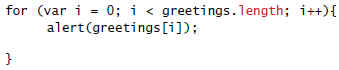 for (var i = 0; i < greetings.length; i++){
alert(greetings[i]);
}